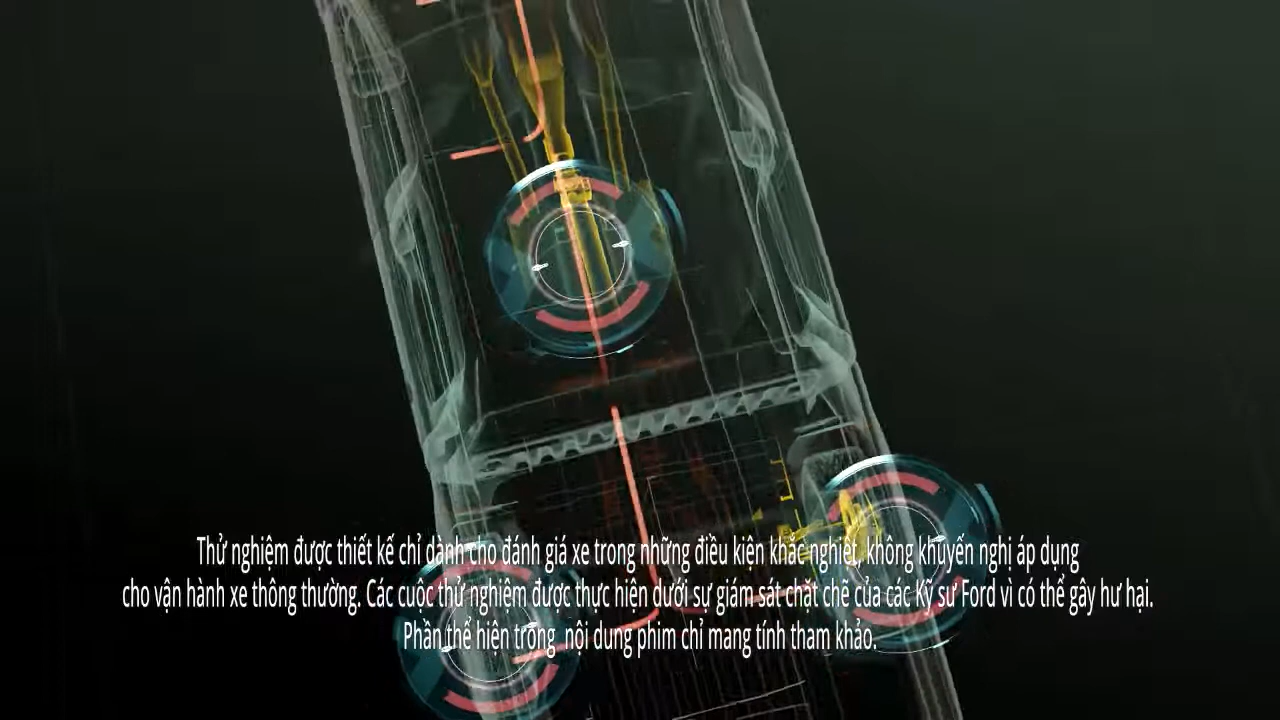 Thử nghiệm được thiết kế chỉ dành cho đánh giá xe trong những điều kiện khắc nghiệt, không khuyến nghị áp dụng
cho vận hành xe thông thường. Các cuộc thử nghiệm được thực hiện dưới sự giám sát chặt chẽ của các Kỹ sư Ford vì có thể gây hư hại.
Phần thể hiện trong nội dung phim chỉ mang tính tham khảo.